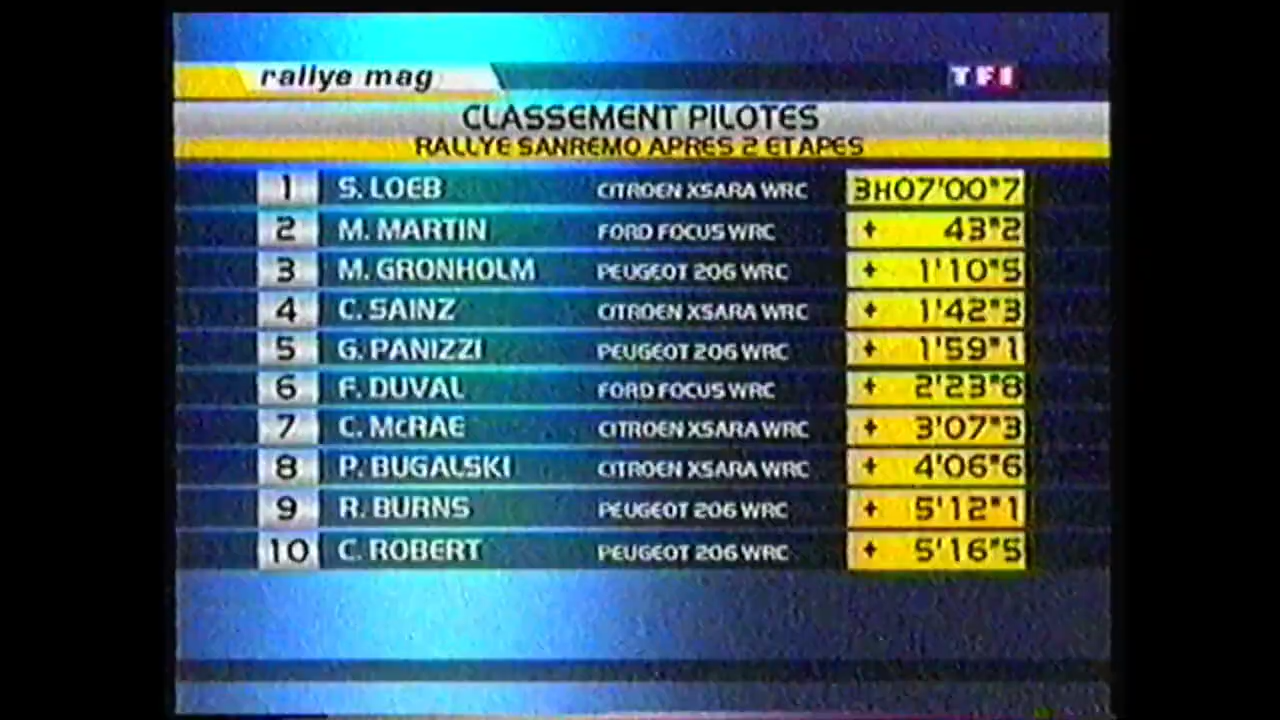 rallye mag TF1
CLASSEMENT PILOTES
RALLYE SANREMO APRES 2 ETAPES
1 S. LOEB CITROEN XSARA WRC 3H07'00"7
2 M. MARTIN FORD FOCUS WRC + 43"2
3 M. GRONHOLM PEUGEOT 206 WRC + 1'10"5
4 C. SAINZ CITROEN XSARA WRC + 1'42"3
5 G. PANIZZI PEUGEOT 206 WRC + 1'59"1
6 F. DUVAL FORD FOCUS WRC + 2'23"8
7 C. McRAE CITROEN XSARA WRC + 3'07"3
8 P. BUGALSKI CITROEN XSARA WRC + 4'06"6
9 R. BURNS PEUGEOT 206 WRC + 5'12"1
10 C. ROBERT PEUGEOT 206 WRC + 5'16"5